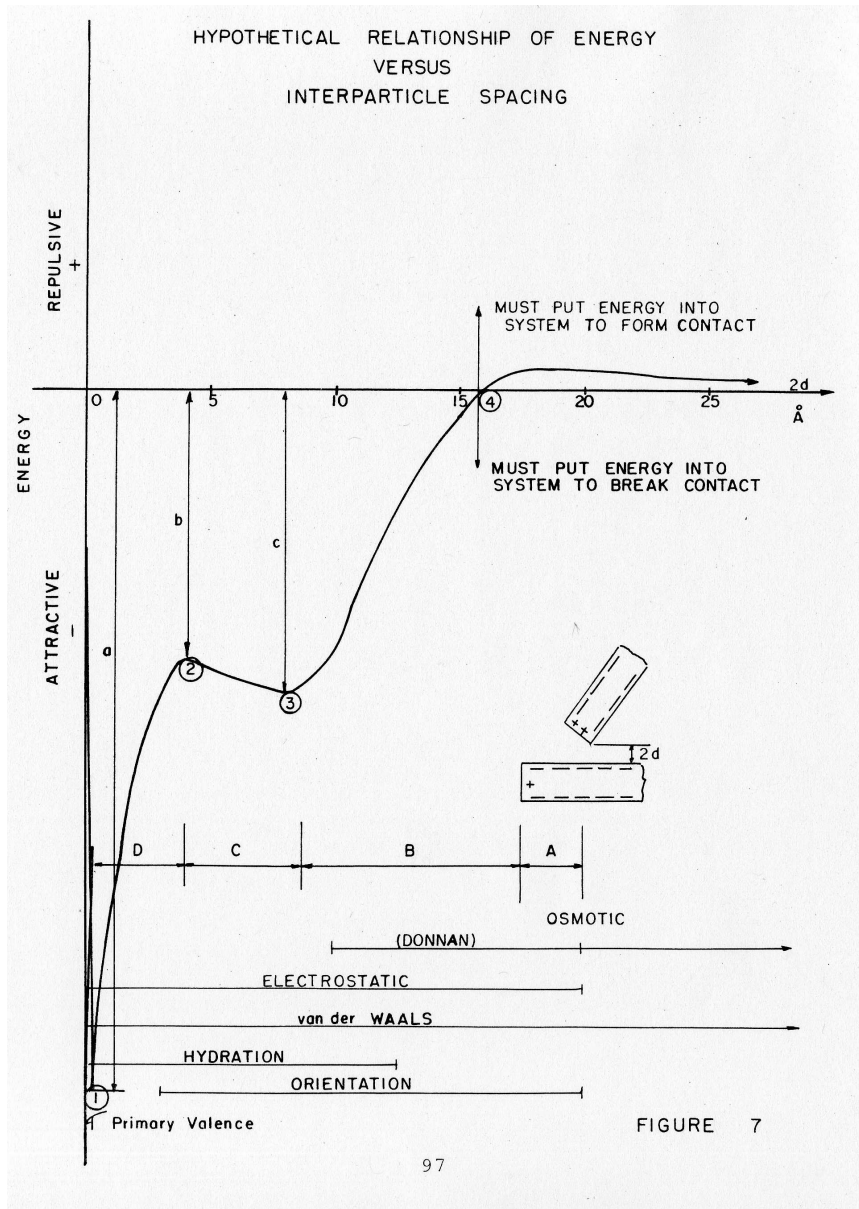 HYPOTHETICAL RELATIONSHIP OF ENERGY
VERSUS
INTERPARTICLE SPACING
REPULSIVE
+
MUST PUT ENERGY INTO
SYSTEM TO FORM CONTACT
0 5 10 15 20 25 2d
4 Å
ENERGY
MUST PUT ENERGY INTO
SYSTEM TO BREAK CONTACT
b
c
ATTRACTIVE
–
a
2
3
+ +
2d
+
D C B A
OSMOTIC
(DONNAN)
ELECTROSTATIC
van der WAALS
HYDRATION
ORIENTATION
1
Primary Valence
FIGURE 7
97